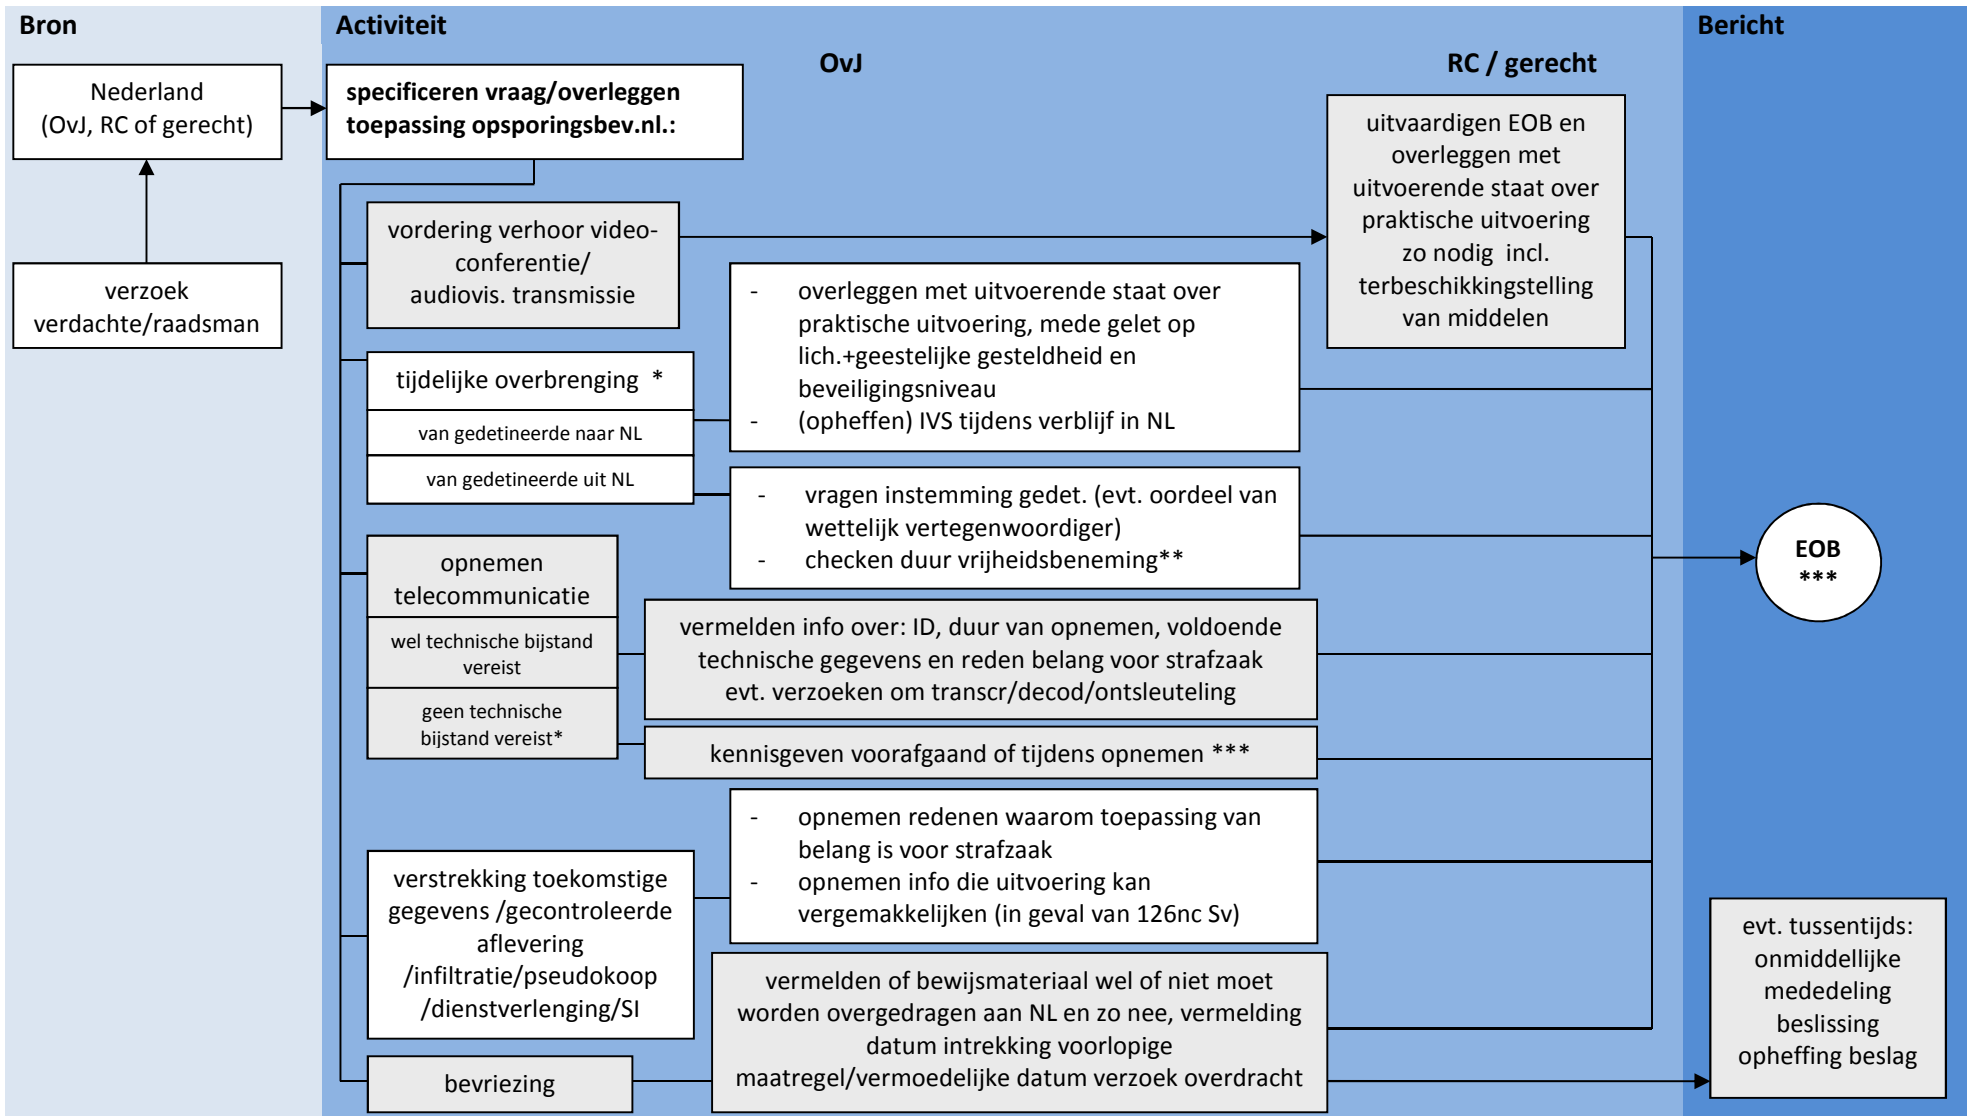 Bron
Activiteit
Bericht
OvJ
RC / gerecht
Nederland
(OvJ, RC of gerecht)
verzoek
verdachte/raadsman
specificeren vraag/overleggen
toepassing opsporingsbev.nl.:
vordering verhoor video-
conferentie/
audiovis. transmissie
uitvaardigen EOB en
overleggen met
uitvoerende staat over
praktische uitvoering
zo nodig incl.
terbeschikkingstelling
van middelen
tijdelijke overbrenging *
van gedetineerde naar NL
van gedetineerde uit NL
- overleggen met uitvoerende staat over
praktische uitvoering, mede gelet op
lich.+geestelijke gesteldheid en
beveiligingsniveau
- (opheffen) IVS tijdens verblijf in NL
- vragen instemming gedet. (evt. oordeel van
wettelijk vertegenwoordiger)
- checken duur vrijheidsbeneming**
opnemen
telecommunicatie
wel technische bijstand
vereist
geen technische
bijstand vereist*
vermelden info over: ID, duur van opnemen, voldoende
technische gegevens en reden belang voor strafzaak
evt. verzoeken om transcr/decod/ontsleuteling
kennisgeven voorafgaand of tijdens opnemen ***
verstrekking toekomstige
gegevens /gecontroleerde
aflevering
/infiltratie/pseudokoop
/dienstverlenging/SI
- opnemen redenen waarom toepassing van
belang is voor strafzaak
- opnemen info die uitvoering kan
vergemakkelijken (in geval van 126nc Sv)
bevriezing
vermelden of bewijsmateriaal wel of niet moet
worden overgedragen aan NL en zo nee, vermelding
datum intrekking voorlopige
maatregel/vermoedelijke datum verzoek overdracht
EOB
***
evt. tussentijds:
onmiddellijke
mededeling
beslissing
opheffing beslag